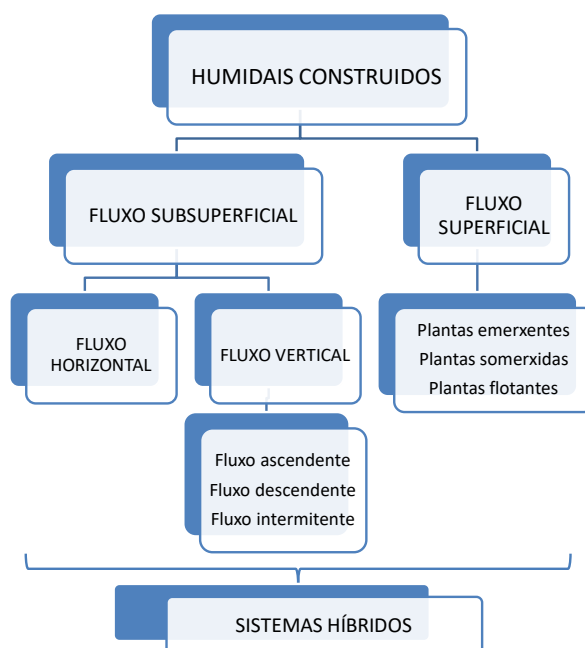 HUMIDAIS CONSTRUIDOS
FLUXO SUBSUPERFICIAL
FLUXO
SUPERFICIAL
FLUXO
HORIZONTAL
FLUXO VERTICAL
Plantas emerxentes
Plantas somerxidas
Plantas flotantes
Fluxo ascendente
Fluxo descendente
Fluxo intermitente
SISTEMAS HÍBRIDOS